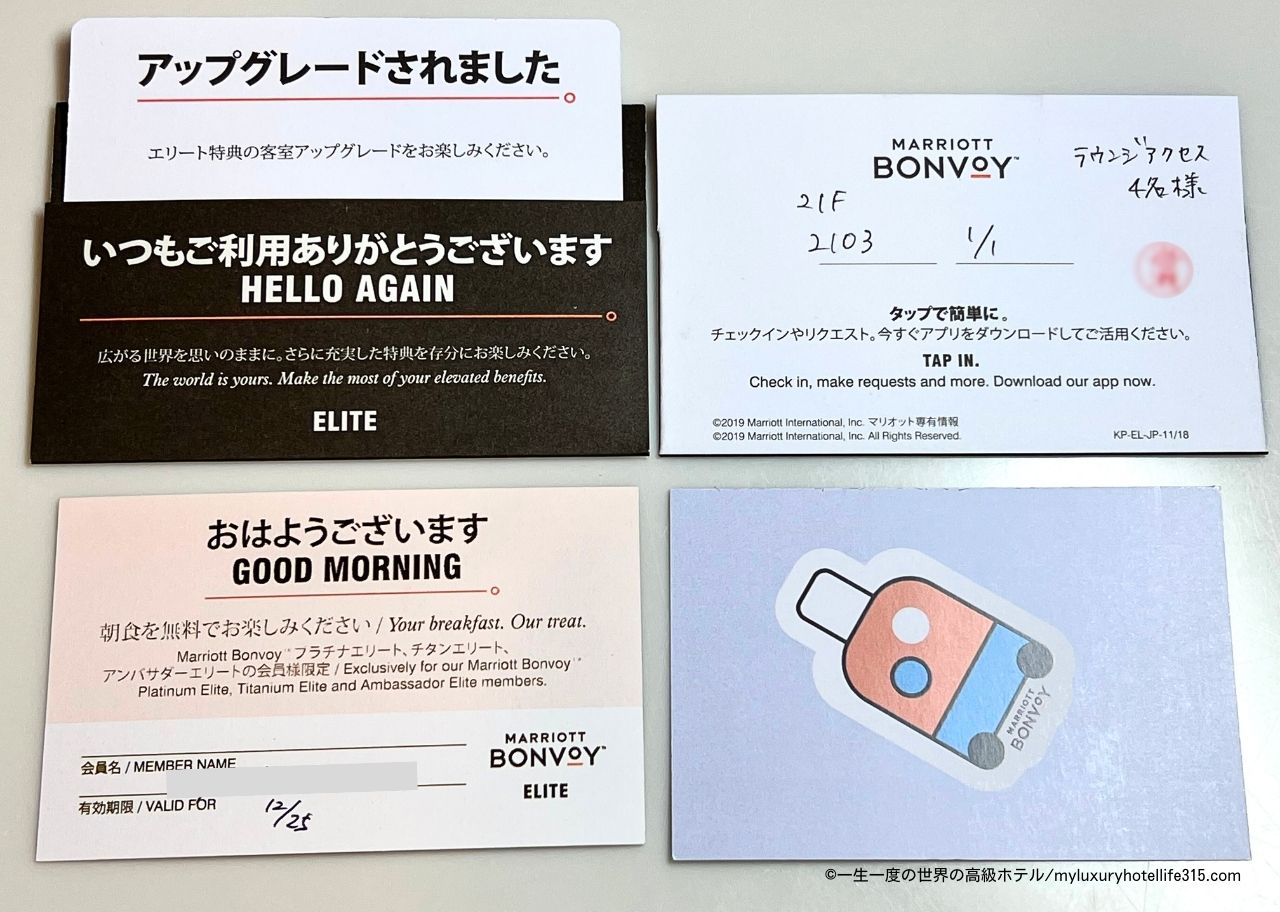 アップグレードされました
エリート特典の客室アップグレードをお楽しみください。
いつもご利用ありがとうございます
HELLO AGAIN
広がる世界を思いのままに。さらに充実した特典を存分にお楽しみください。
The world is yours. Make the most of your elevated benefits.
ELITE
MARRIOTT
BONVOY™
ラウンジアクセス
4名様
21F
2103 1/1
タップで簡単に。
チェックインやリクエスト。今すぐアプリをダウンロードしてご活用ください。
TAP IN.
Check in, make requests and more. Download our app now.
©2019 Marriott International, Inc. マリオット専有情報
©2019 Marriott International, Inc. All Rights Reserved.
KP-EL-JP-11/18
おはようございます
GOOD MORNING
朝食を無料でお楽しみください / Your breakfast. Our treat.
Marriott Bonvoy™ プラチナエリート、チタンエリート、
アンバサダーエリートの会員様限定 / Exclusively for our Marriott Bonvoy™
Platinum Elite, Titanium Elite and Ambassador Elite members.
会員名 / MEMBER NAME
有効期限 / VALID FOR 12/25
MARRIOTT
BONVOY™
ELITE
MARRIOTT
BONVOY
©一生一度の世界の高級ホテル/myluxuryhotellife315.com